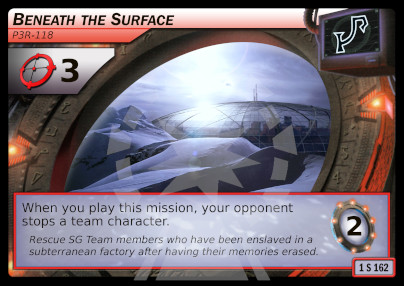 BENEATH THE SURFACE
P3R-118
3
When you play this mission, your opponent
stops a team character.
2
Rescue SG Team members who have been enslaved in a
subterranean factory after having their memories erased.
1 S 162